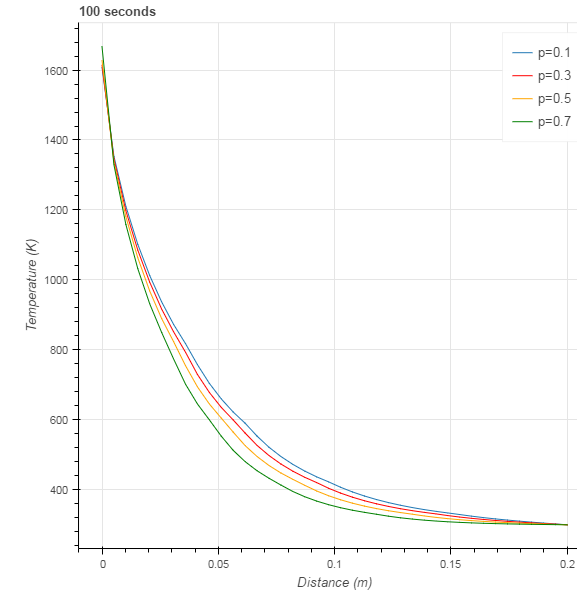 100 seconds
p=0.1
p=0.3
p=0.5
p=0.7
1600
1400
1200
1000
800
600
400
Temperature (K)
0
0.05
0.1
0.15
0.2
Distance (m)